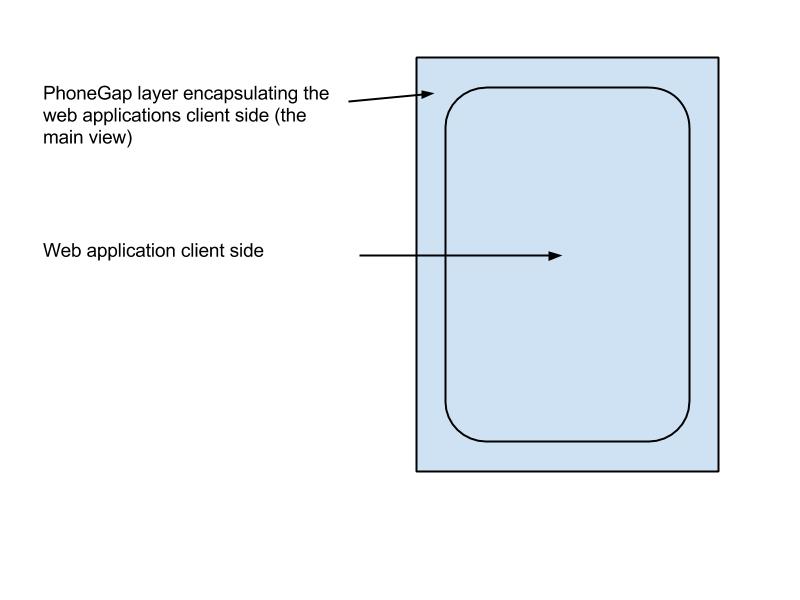 PhoneGap layer encapsulating the
web applications client side (the
main view)
Web application client side